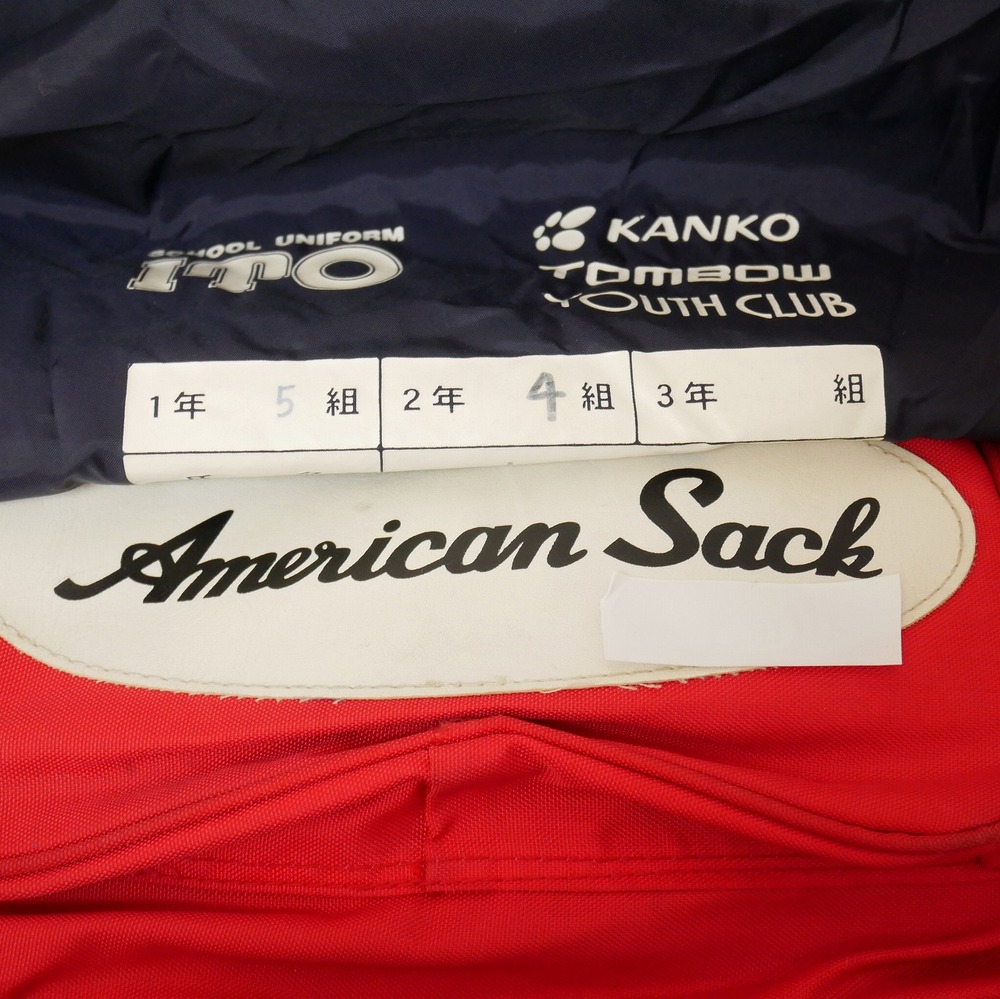 SCHOOL UNIFORM
ITO
KANKO
TOMBOW
YOUTH CLUB
1年 5 組 2年 4 組 3年 組
American Sack